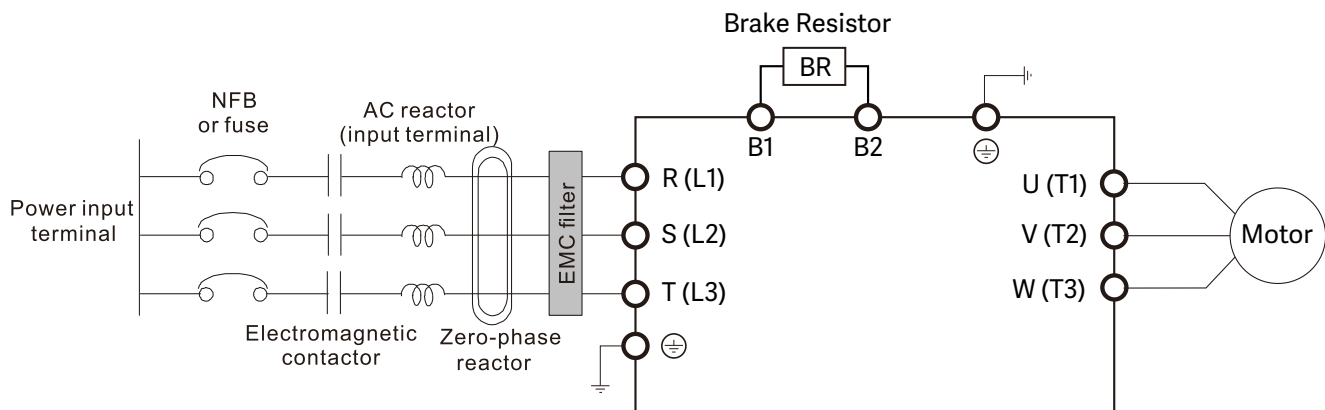 Brake Resistor
BR
B1
B2
NFB
or fuse
AC reactor
(input terminal)
Power input
terminal
EMC filter
R (L1)
S (L2)
T (L3)
Electromagnetic
contactor
Zero-phase
reactor
U (T1)
V (T2)
W (T3)
Motor